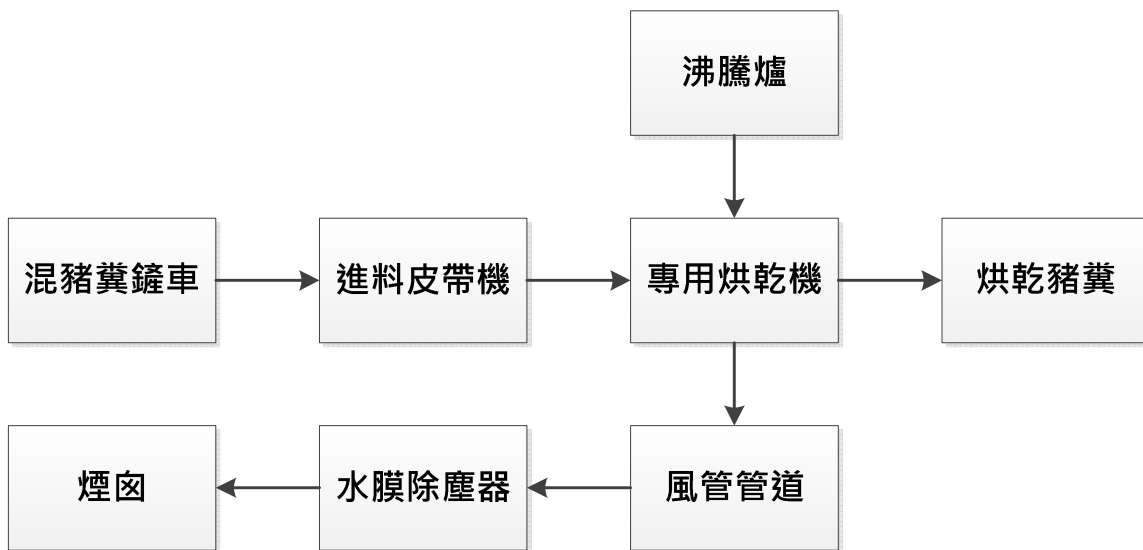 沸騰爐
混豬糞鏟車
進料皮帶機
專用烘乾機
烘乾豬糞
煙囪
水膜除塵器
風管管道